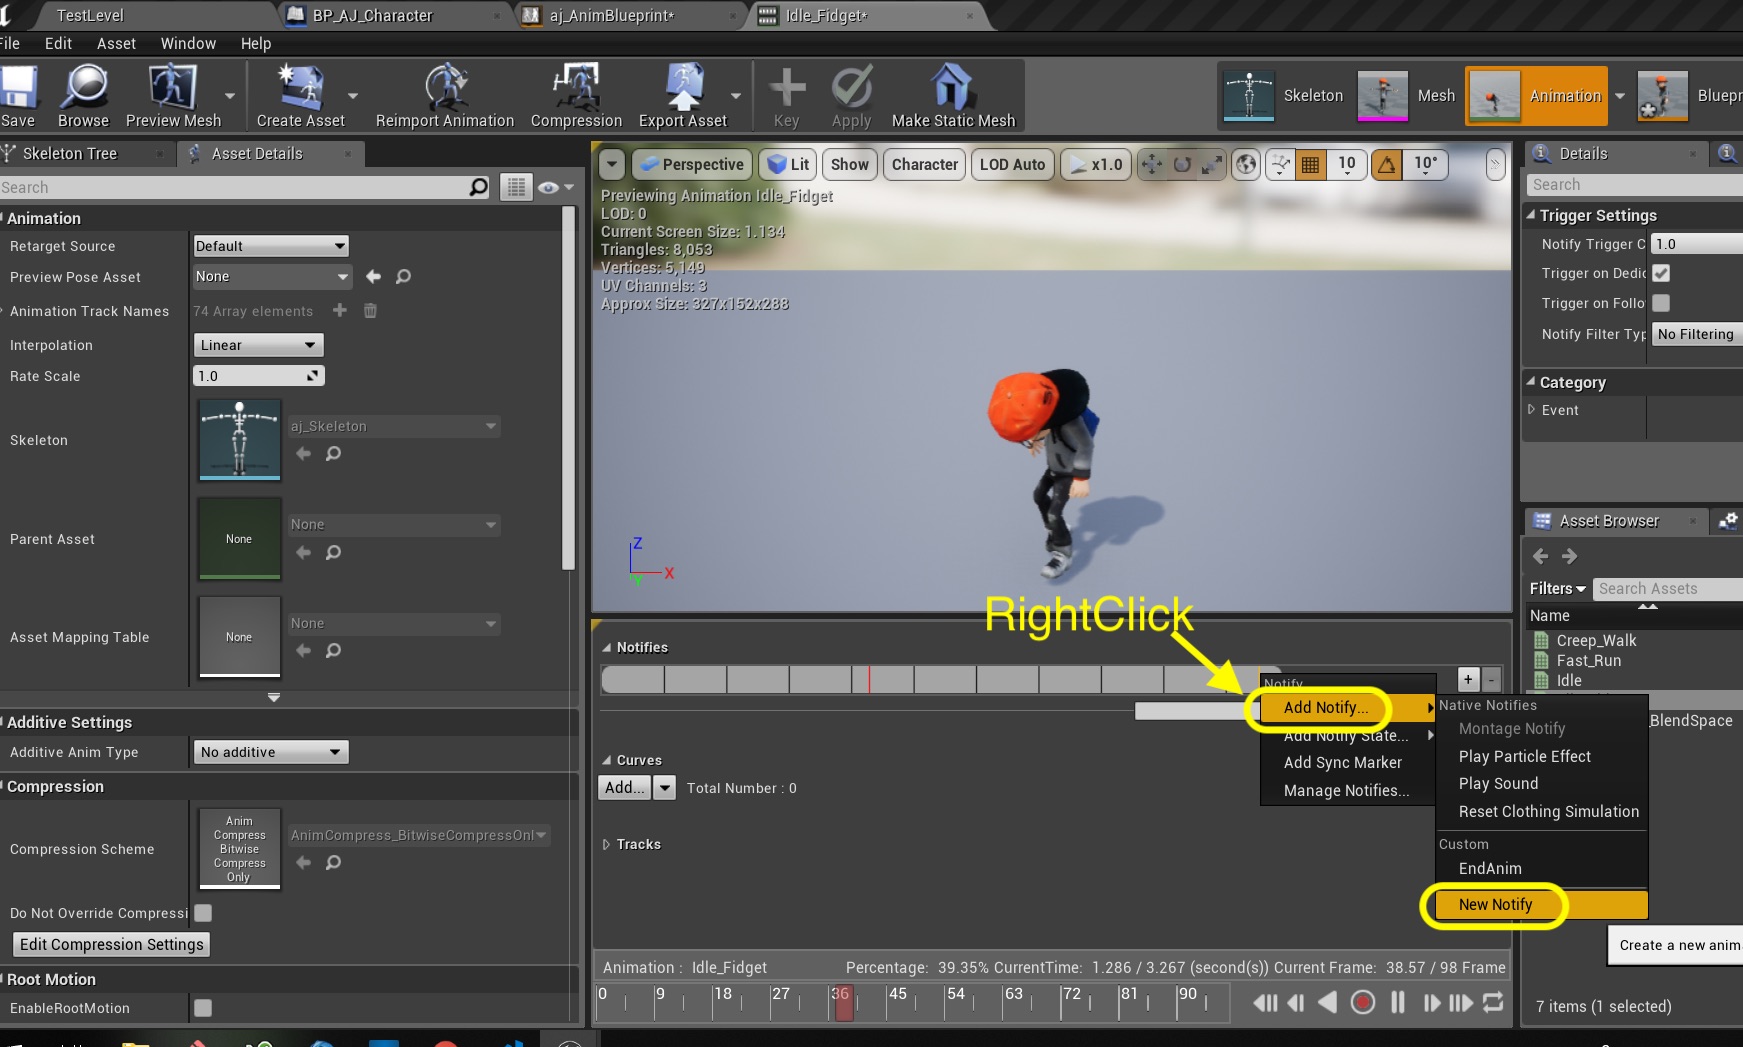 TestLevel
BP_AJ_Character
aj_AnimBlueprint*
Idle_Fidget*
File Edit Asset Window Help
Save Browse Preview Mesh Create Asset Reimport Animation Compression Export Asset Key Apply Make Static Mesh
Skeleton Mesh Animation Bluepr
Skeleton Tree
Asset Details
Search
Animation
Retarget Source Default
Preview Pose Asset None
Animation Track Names 74 Array elements
Interpolation Linear
Rate Scale 1.0
Skeleton aj_Skeleton
Parent Asset None None
Asset Mapping Table None None
Additive Settings
Additive Anim Type No additive
Compression
Compression Scheme
Anim
Compress
Bitwise
Compress
Only
AnimCompress_BitwiseCompressOnl
Do Not Override Compressi
Edit Compression Settings
Root Motion
EnableRootMotion
Perspective Lit Show Character LOD Auto x1.0 10 10°
Previewing Animation Idle_Fidget
LOD: 0
Current Screen Size: 1.134
Triangles: 8,053
Vertices: 5,149
UV Channels: 3
Approx Size: 327x152x288
Z
X
Y
RightClick
Notifies
+ -
Notify
Add Notify...
Add Notify State...
Add Sync Marker
Manage Notifies...
Native Notifies
Montage Notify
Play Particle Effect
Play Sound
Reset Clothing Simulation
Custom
EndAnim
New Notify
Create a new anim
Curves
Add... Total Number : 0
Tracks
Animation : Idle_Fidget Percentage: 39.35% CurrentTime: 1.286 / 3.267 (second(s)) Current Frame: 38.57 / 98 Frame
0 9 18 27 36 45 54 63 72 81 90
Details
Search
Trigger Settings
Notify Trigger C 1.0
Trigger on Dedic
Trigger on Follo
Notify Filter Typ No Filtering
Category
Event
Asset Browser
Filters Search Assets
Name
Creep_Walk
Fast_Run
Idle
_BlendSpace
7 items (1 selected)